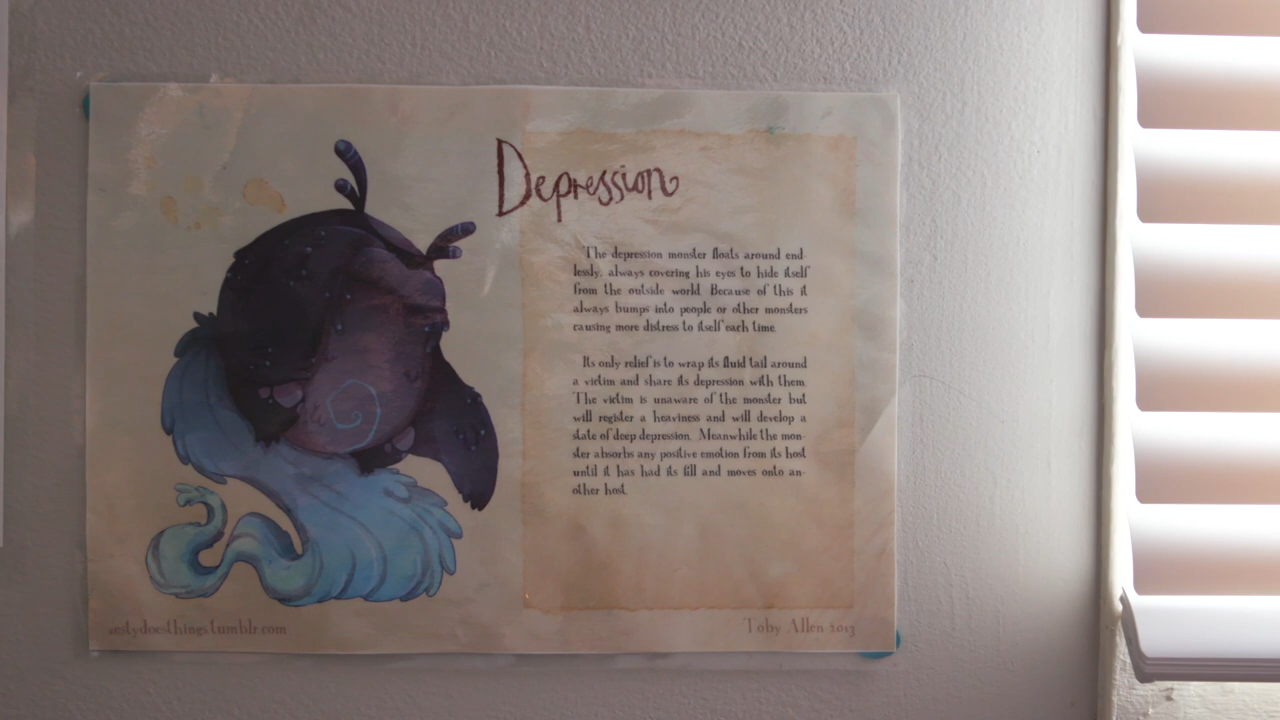 Depression
The depression monster floats around end-
lessly, always covering his eyes to hide itself
from the outside world. Because of this it
always bumps into people or other monsters
causing more distress to itself each time.
Its only relief is to wrap its fluid tail around
a victim and share its depression with them.
The victim is unaware of the monster but
will register a heaviness and will develop a
state of deep depression. Meanwhile the mon-
ster absorbs any positive emotion from its host
until it has had its fill and moves onto an-
other host.
zestydoesthings.tumblr.com
Toby Allen 2013